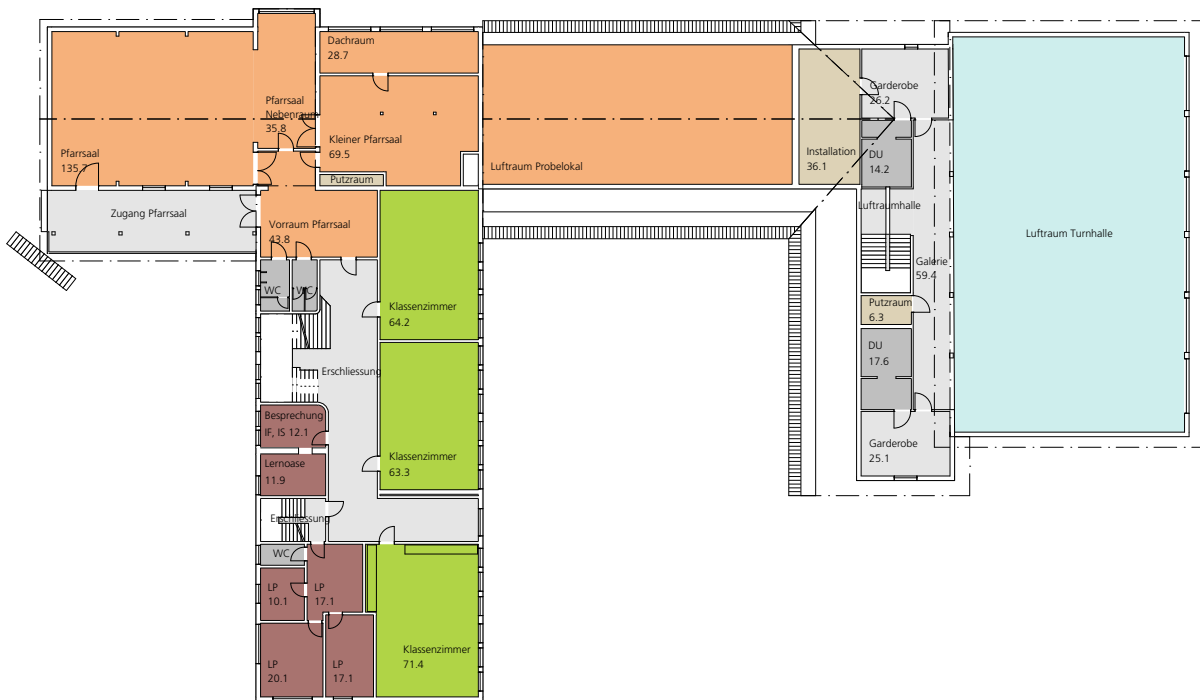 Dachraum
28.7
Pfarrsaal
Nebenraum
35.8
Kleiner Pfarrsaal
69.5
Pfarrsaal
135.7
Putzraum
Luftraum Probelokal
Installation
36.1
Garderobe
26.2
DU
14.2
Luftraumhalle
Luftraum Turnhalle
Zugang Pfarrsaal
Vorraum Pfarrsaal
43.8
WC
WC
Galerie
59.4
Putzraum
6.3
DU
17.6
Garderobe
25.1
Klassenzimmer
64.2
Erschliessung
Besprechung
IF, IS 12.1
Lernoase
11.9
Klassenzimmer
63.3
Erschliessung
WC
LP
10.1
LP
17.1
LP
20.1
LP
17.1
Klassenzimmer
71.4